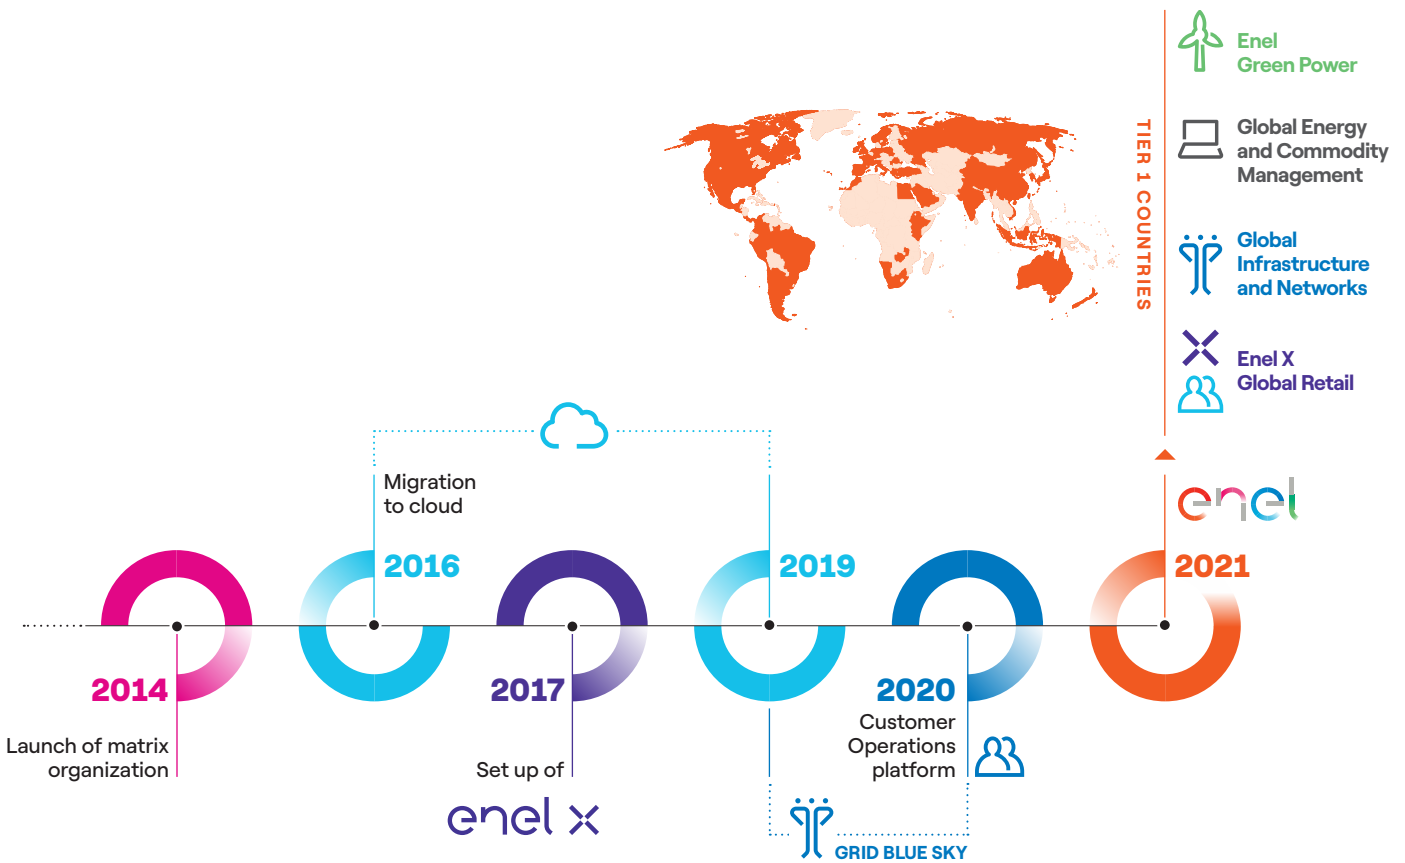 Enel
Green Power
Global Energy
and Commodity
Management
Global
Infrastructure
and Networks
Enel X
Global Retail
TIER 1 COUNTRIES
enel
Migration
to cloud
2016
2019
2021
2014
Launch of matrix
organization
2017
Set up of
enel x
2020
Customer
Operations
platform
GRID BLUE SKY